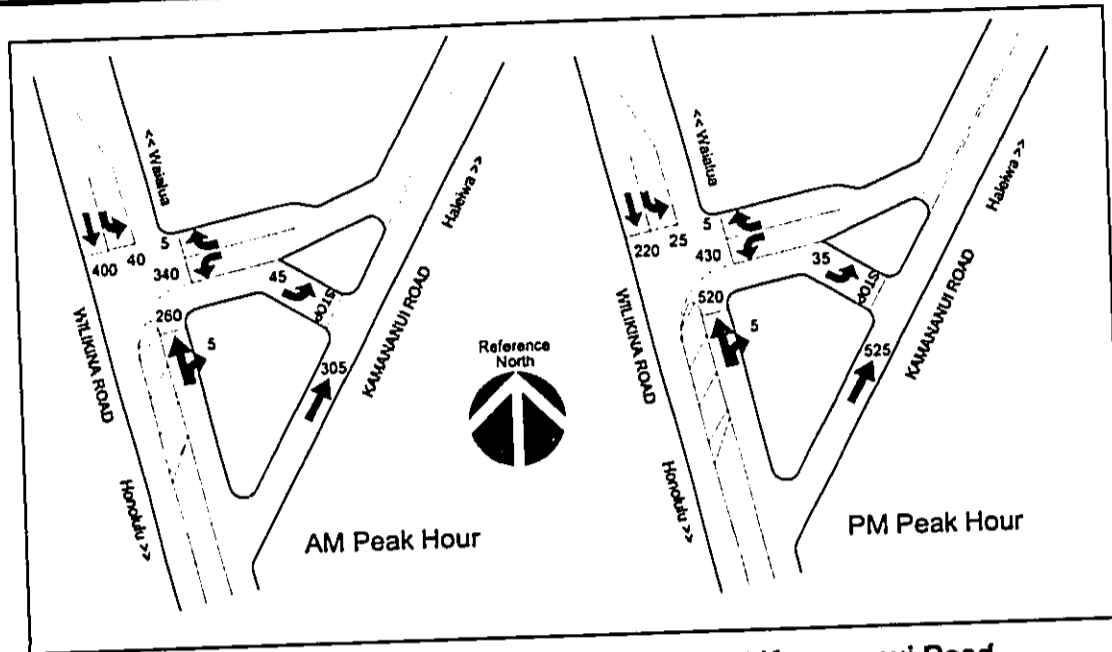 << Waialua
Haleiwa >>
5
340
400
40
45
STOP
260
5
305
WILIKINA ROAD
KAMANANUI ROAD
Honolulu >>
AM Peak Hour
Reference
North
<< Waialua
Haleiwa >>
5
430
220
25
35
STOP
520
5
525
WILIKINA ROAD
KAMANANUI ROAD
Honolulu >>
PM Peak Hour